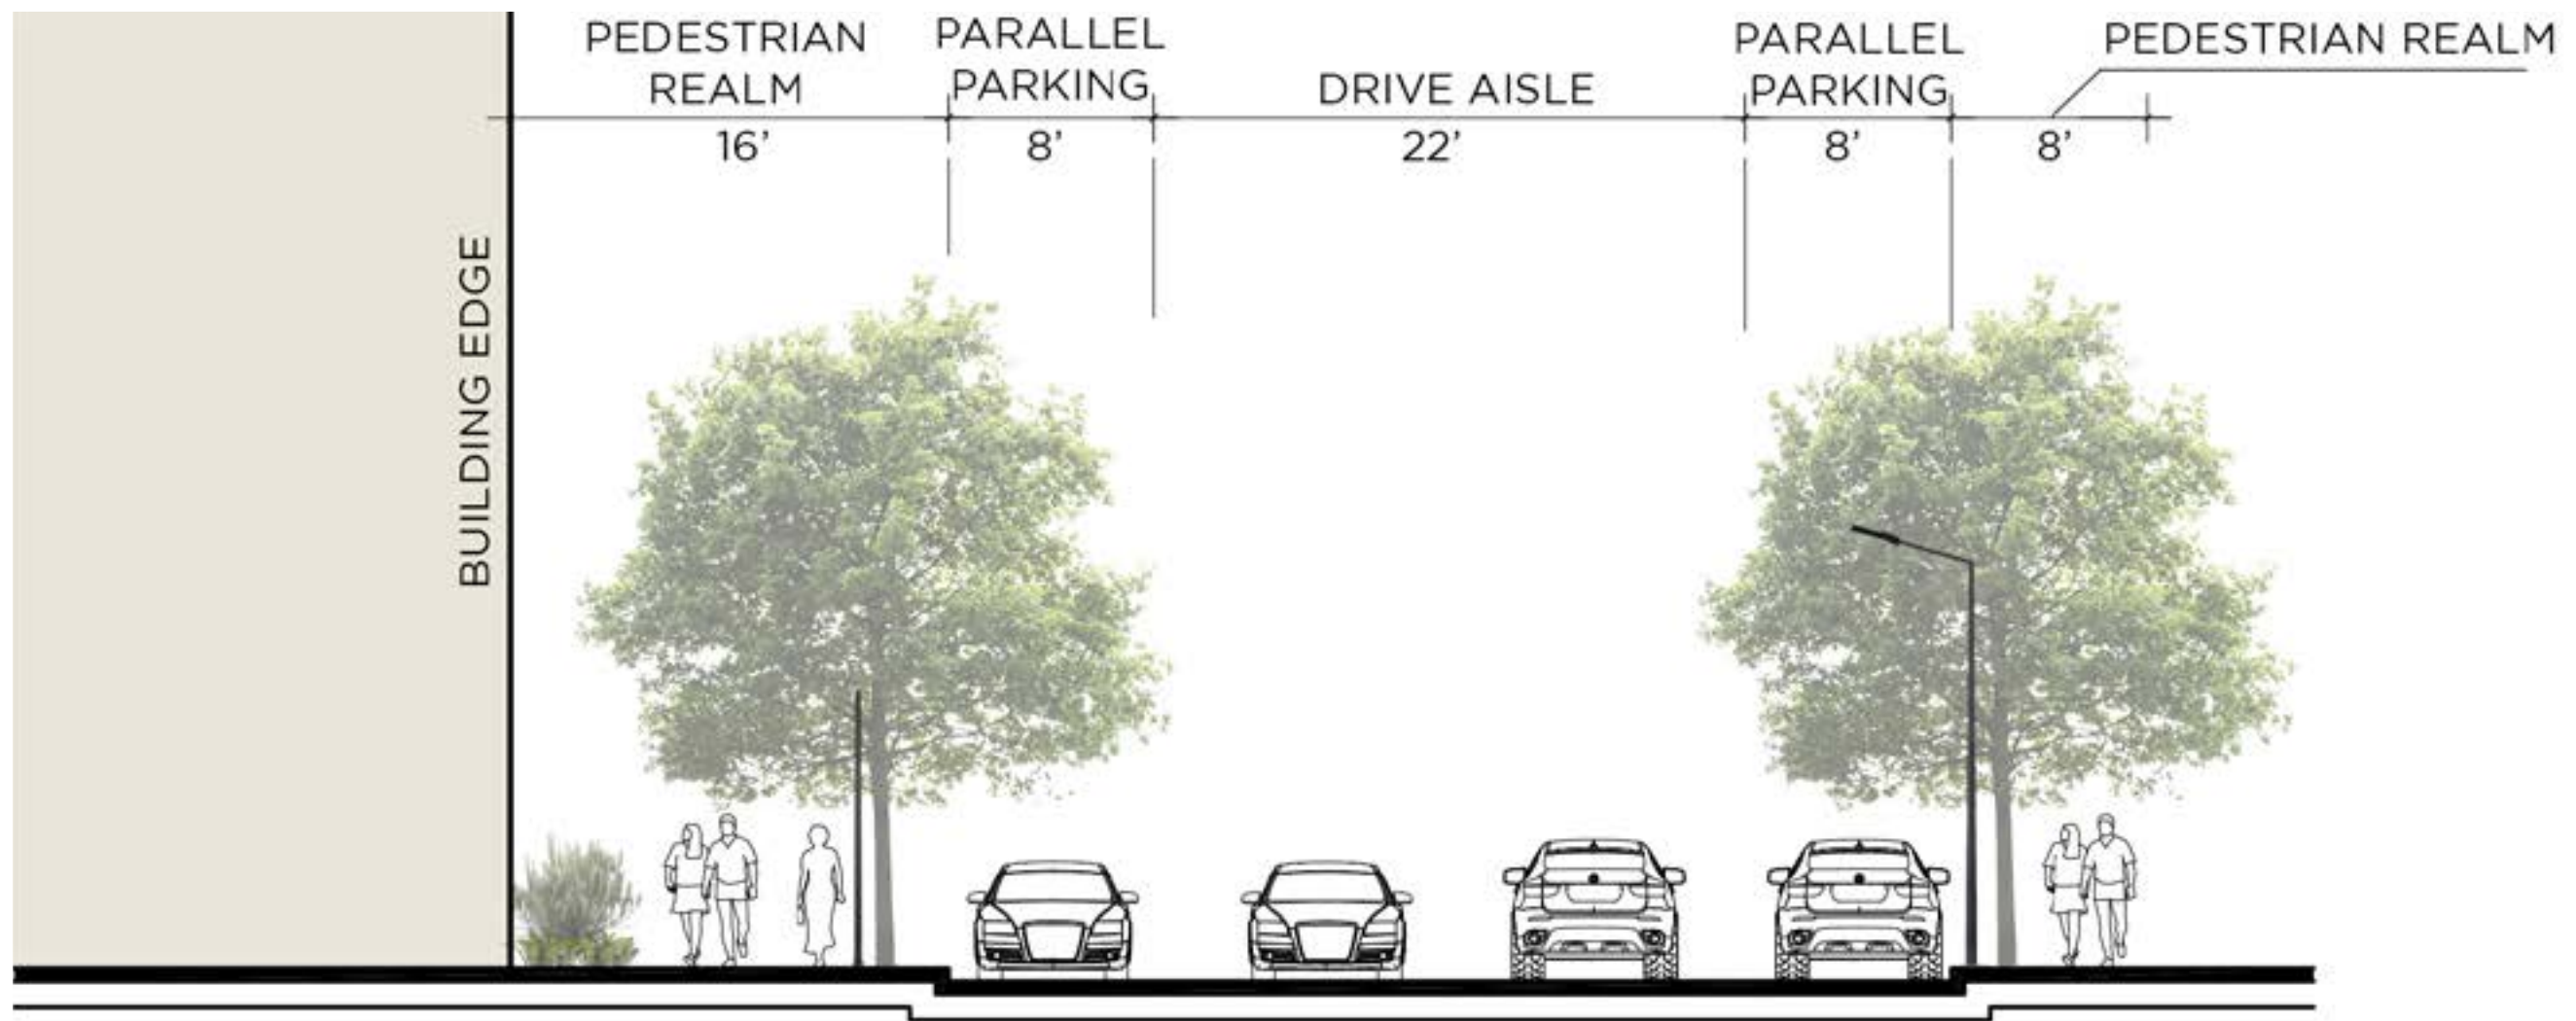 PEDESTRIAN
REALM
16’
PARALLEL
PARKING
8’
DRIVE AISLE
22’
PARALLEL
PARKING
8’
PEDESTRIAN REALM
8’
BUILDING EDGE